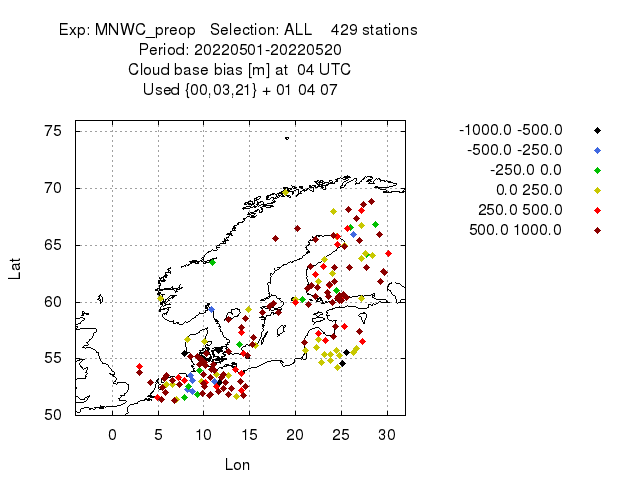 Exp: MNWC_preop   Selection: ALL    429 stations
Period: 20220501-20220520
Cloud base bias [m] at  04 UTC
Used {00,03,21} + 01 04 07
-1000.0 -500.0
-500.0 -250.0
-250.0 0.0
0.0 250.0
250.0 500.0
500.0 1000.0
75
70
65
60
55
50
Lat
0 5 10 15 20 25 30
Lon